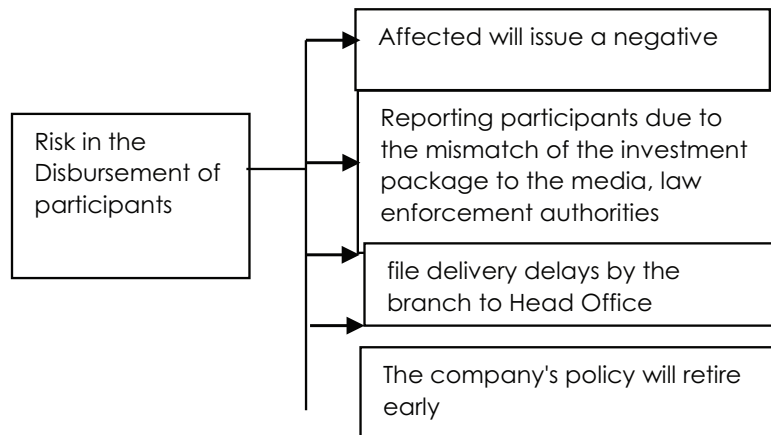 Affected will issue a negative
Risk in the
Disbursement of
participants
Reporting participants due to
the mismatch of the investment
package to the media, law
enforcement authorities
file delivery delays by the
branch to Head Office
The company's policy will retire
early